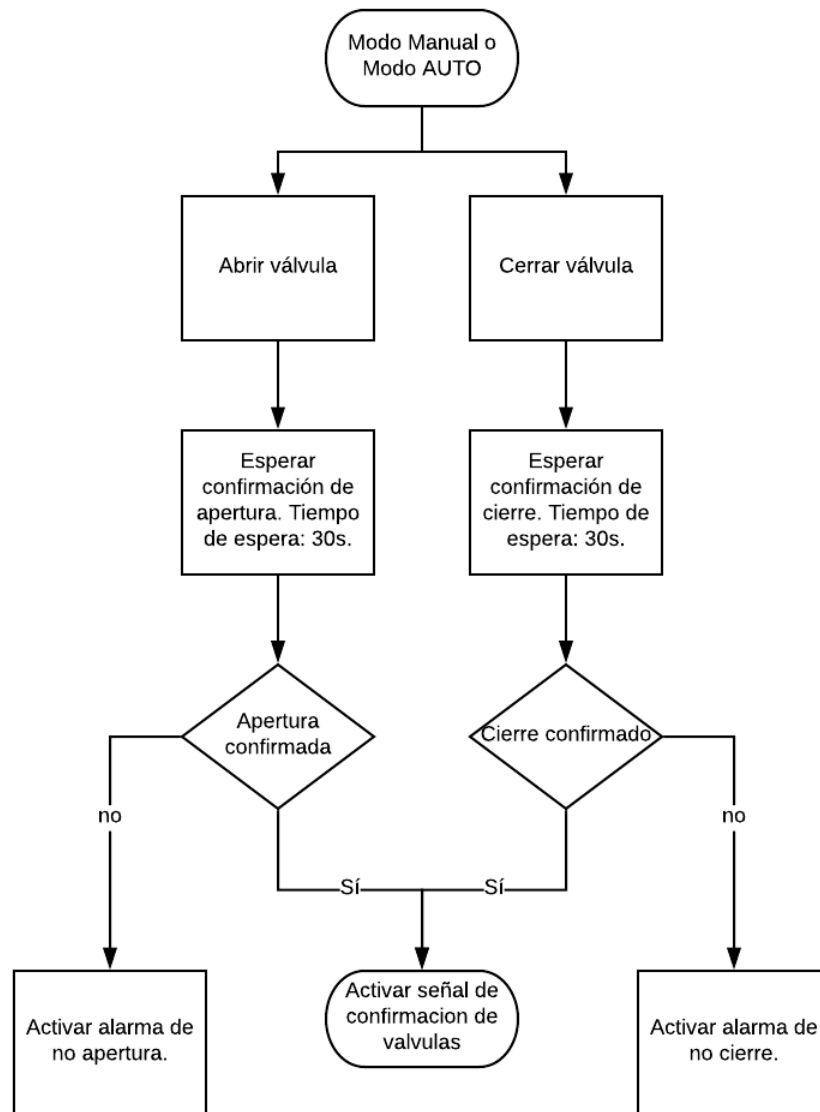 Modo Manual o
Modo AUTO
Abrir válvula
Cerrar válvula
Esperar
confirmación de
apertura. Tiempo
de espera: 30s.
Esperar
confirmación de
cierre. Tiempo de
espera: 30s.
Apertura
confirmada
Cierre confirmado
no
no
Sí
Sí
Activar alarma de
no apertura.
Activar señal de
confirmacion de
valvulas
Activar alarma de
no cierre.